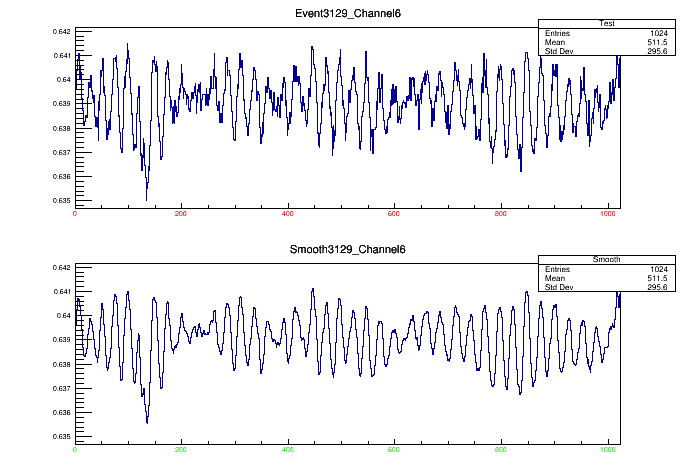 Event3129_Channel6
Test
Entries 1024
Mean 511.5
Std Dev 295.6
0.642
0.641
0.64
0.639
0.638
0.637
0.636
0.635
0 200 400 600 800 1000
Smooth3129_Channel6
Smooth
Entries 1024
Mean 511.5
Std Dev 295.6
0.642
0.641
0.64
0.639
0.638
0.637
0.636
0.635
0 200 400 600 800 1000